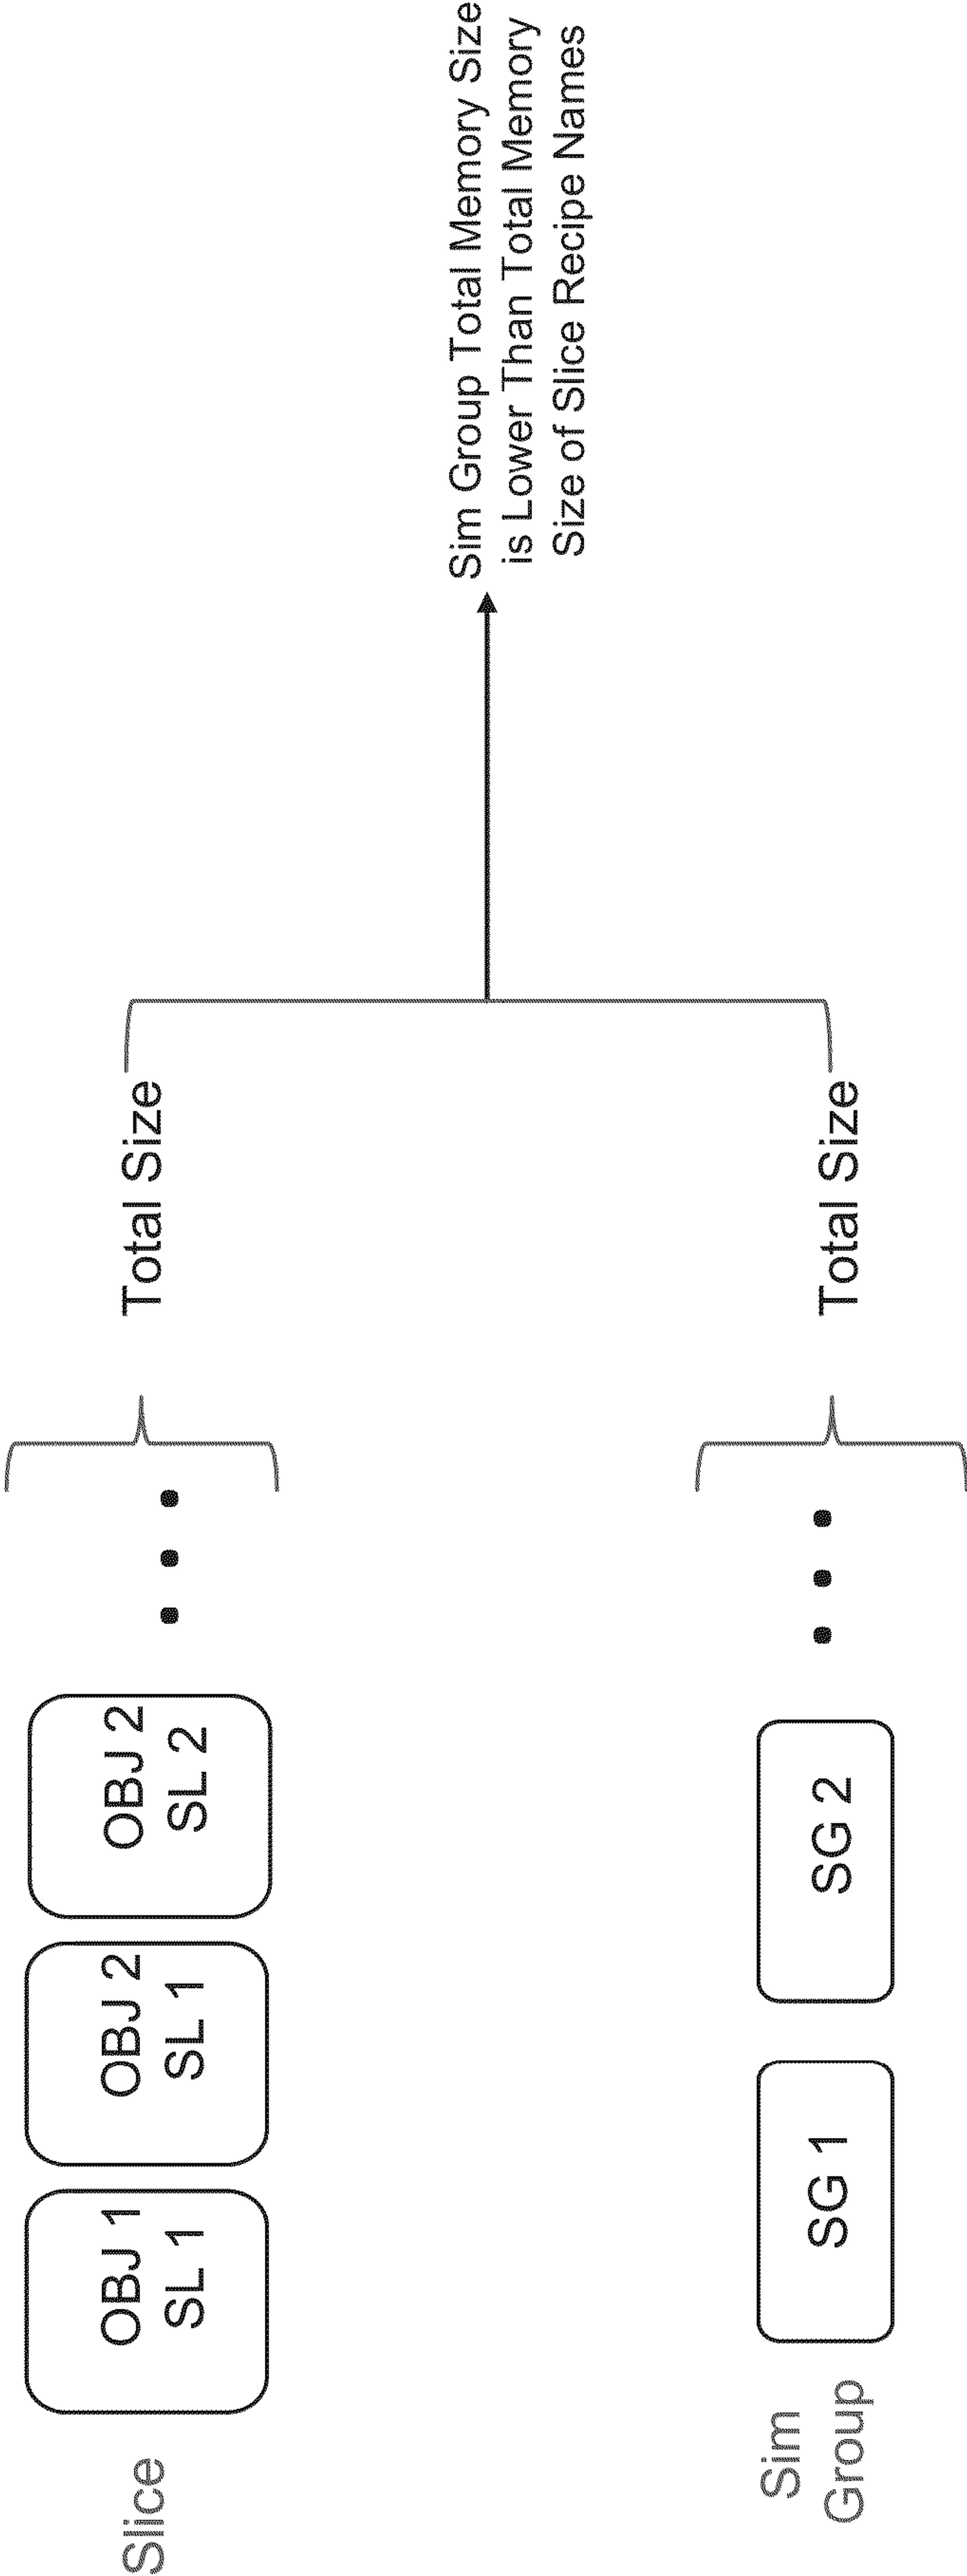 Slice
OBJ 1
SL 1
OBJ 2
SL 1
OBJ 2
SL 2
Total Size
Sim Group Total Memory Size
is Lower Than Total Memory
Size of Slice Recipe Names
Sim
Group
SG 1
SG 2
Total Size